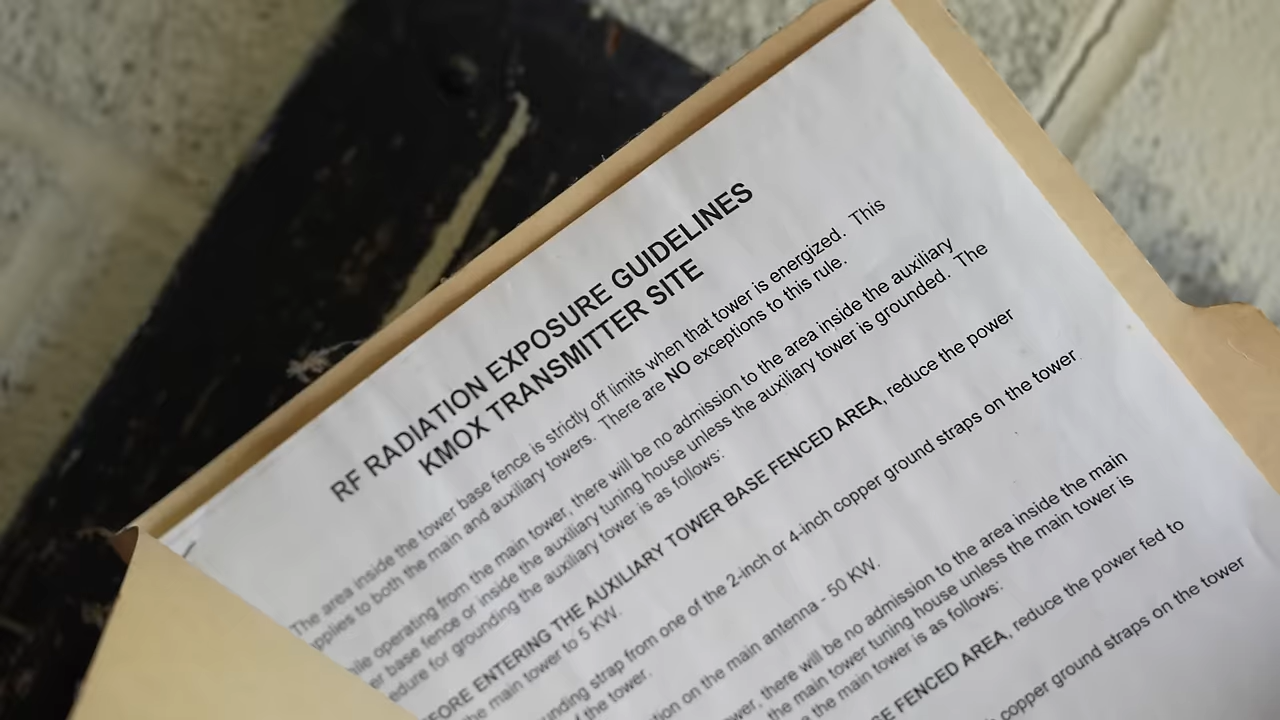 RF RADIATION EXPOSURE GUIDELINES
KMOX TRANSMITTER SITE
The area inside the tower base fence is strictly off limits when that tower is energized. This
applies to both the main and auxiliary towers. There are NO exceptions to this rule.
operating from the main tower, there will be no admission to the area inside the auxiliary
base fence or inside the auxiliary tuning house unless the auxiliary tower is grounded. The
for grounding the auxiliary tower is as follows:
ENTERING THE AUXILIARY TOWER BASE FENCED AREA, reduce the power
the main tower to 5 KW.
strap from one of the 2-inch or 4-inch copper ground straps on the tower
of the tower.
on the main antenna - 50 KW.
there will be no admission to the area inside the main
the main tower tuning house unless the main tower is
the main tower is as follows:
FENCED AREA, reduce the power fed to
copper ground straps on the tower